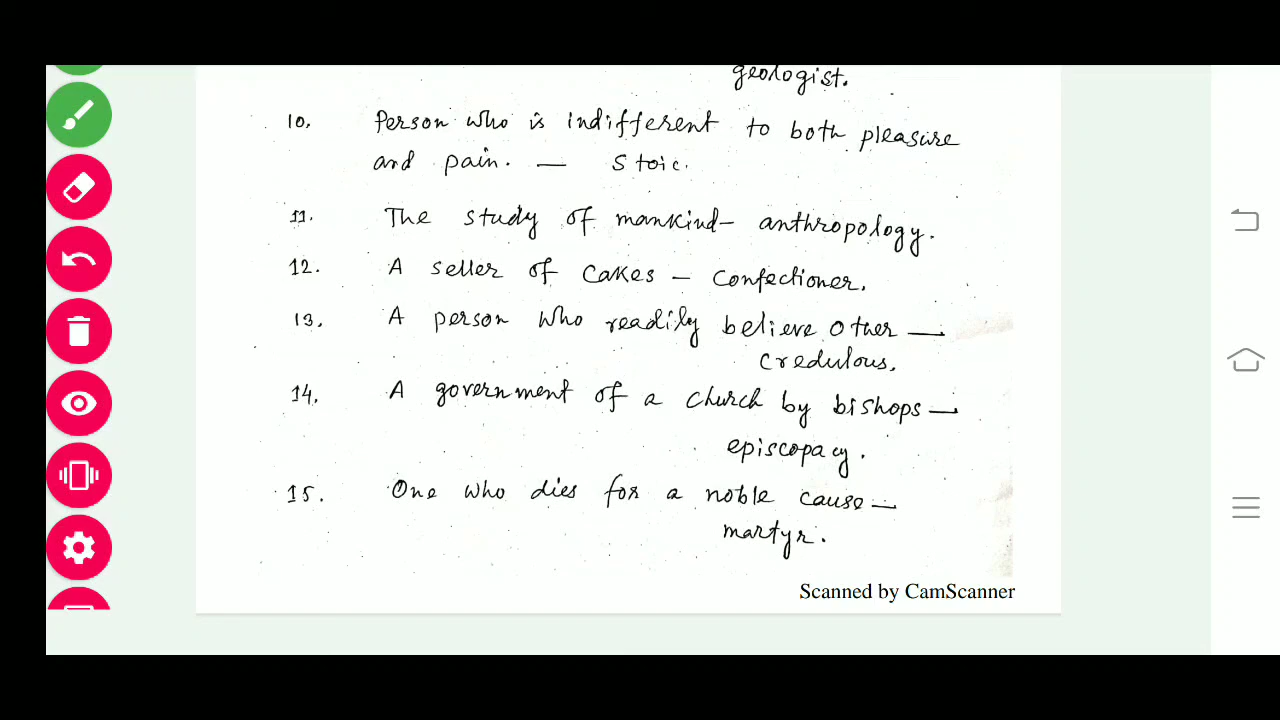 geologist.
10. Person who is indifferent to both pleasure
and pain. — Stoic.
11. The study of mankind - anthropology.
12. A seller of cakes - confectioner.
13. A person who readily believe other —
credulous.
14. A government of a church by bishops —
episcopacy.
15. One who dies for a noble cause —
martyr.
Scanned by CamScanner